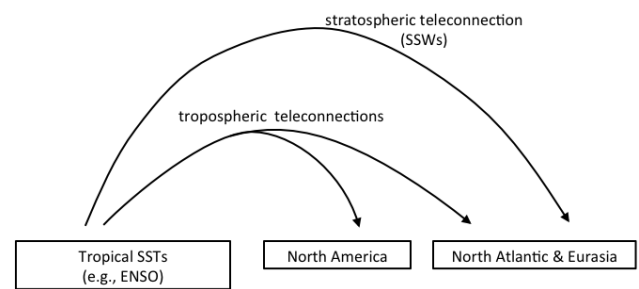 stratospheric teleconnection
(SSWs)
tropospheric teleconnections
Tropical SSTs
(e.g., ENSO)
North America
North Atlantic & Eurasia